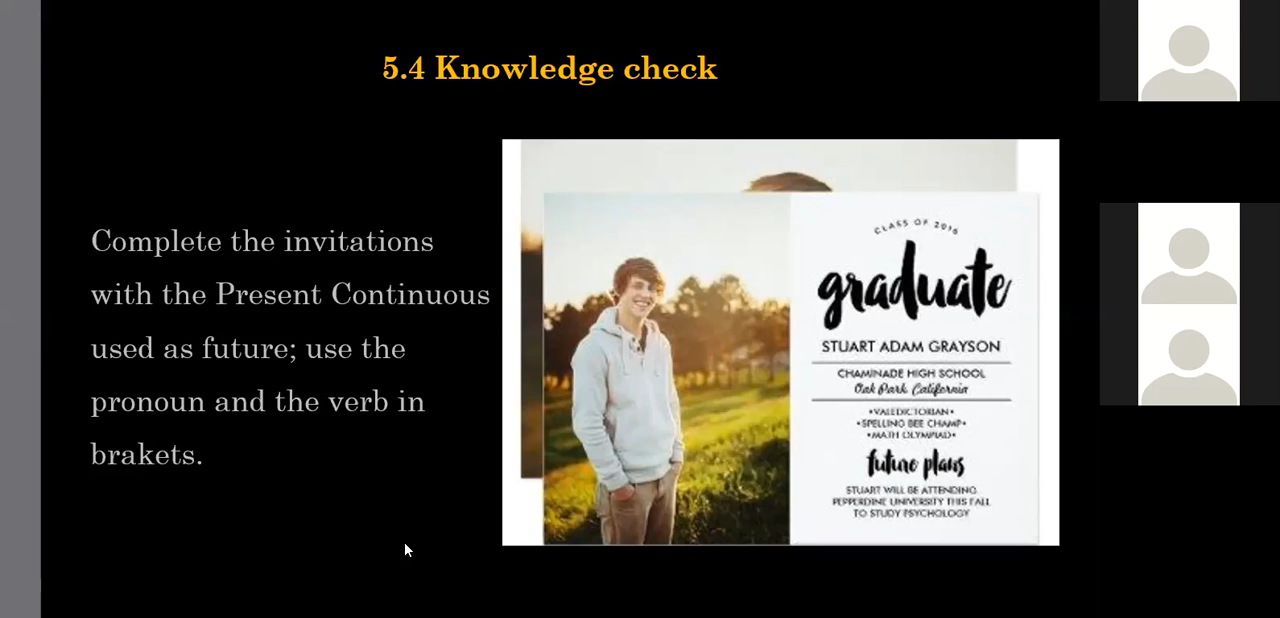 5.4 Knowledge check
Complete the invitations
with the Present Continuous
used as future; use the
pronoun and the verb in
brakets.
CLASS OF 2016
graduate
STUART ADAM GRAYSON
CHAMINADE HIGH SCHOOL
Oak Park California
•VALEDICTORIAN•
•SPELLING BEE CHAMP•
•MATH OLYMPIAD•
future plans
STUART WILL BE ATTENDING
PEPPERDINE UNIVERSITY THIS FALL
TO STUDY PSYCHOLOGY